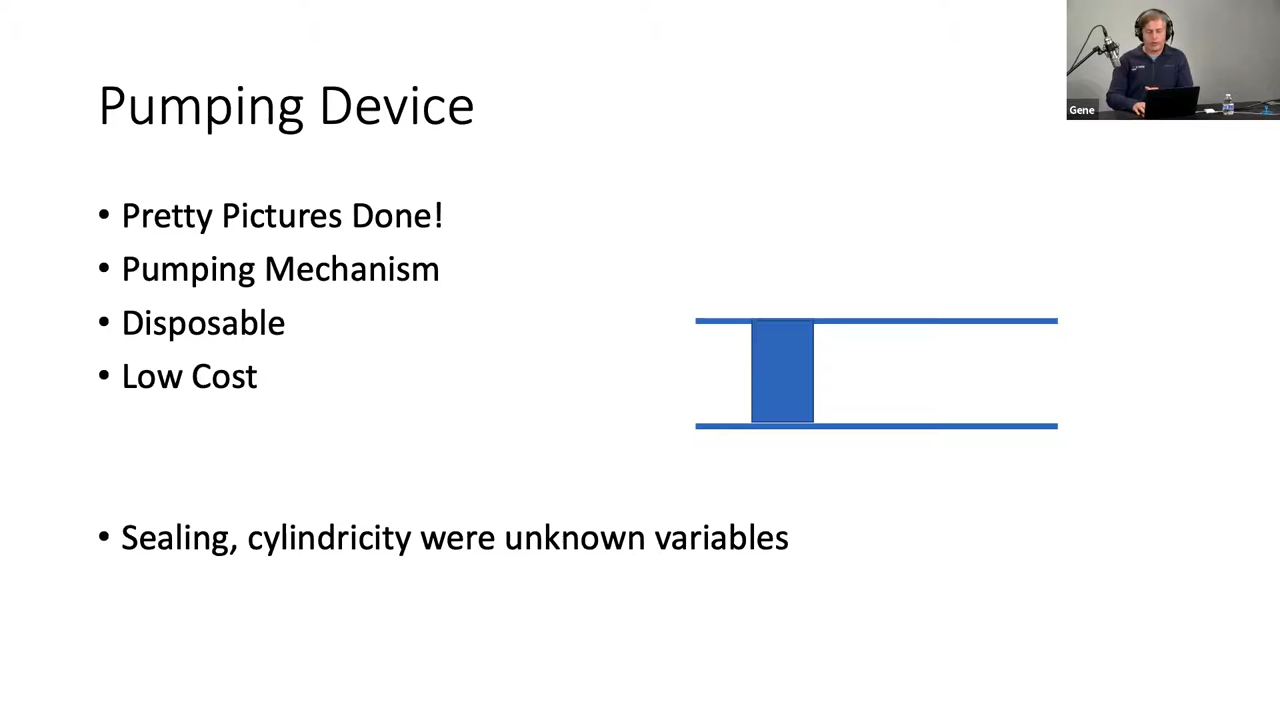 Pumping Device
Gene
• Pretty Pictures Done!
• Pumping Mechanism
• Disposable
• Low Cost
• Sealing, cylindricity were unknown variables